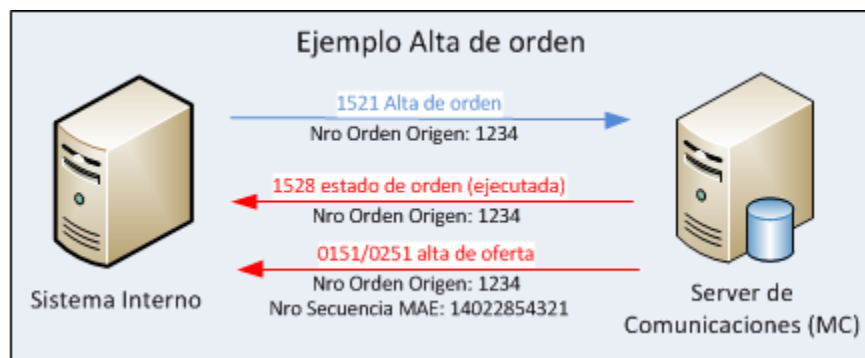 Ejemplo Alta de orden
1521 Alta de orden
Nro Orden Origen: 1234
1528 estado de orden (ejecutada)
Nro Orden Origen: 1234
0151/0251 alta de oferta
Nro Orden Origen: 1234
Nro Secuencia MAE: 14022854321
Sistema Interno
Server de
Comunicaciones (MC)